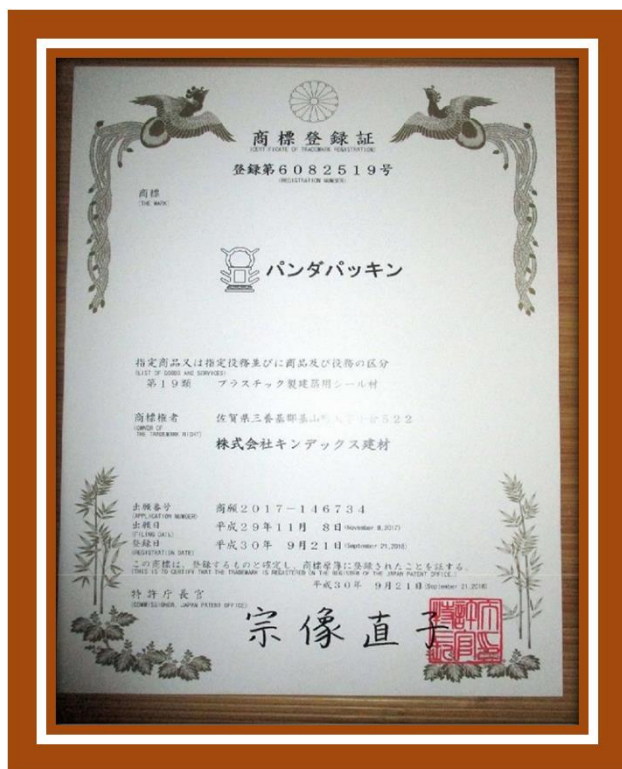 商標登録証
(CERTIFICATE OF TRADEMARK REGISTRATION)
登録第6082519号
(REGISTRATION NUMBER)
商標
(THE MARK)
パンダパッキン
指定商品又は指定役務並びに商品及び役務の区分
(LIST OF GOODS AND SERVICES)
第19類 プラスチック製建築用シール材
商標権者 佐賀県三養基郡基山町 522
(OWNER OF THE TRADEMARK RIGHT)
株式会社キンデックス建材
出願番号 商願2017-146734
(APPLICATION NUMBER)
出願日 平成29年11月 8日(November 8,2017)
(FILING DATE)
登録日 平成30年 9月21日(September 21,2018)
(REGISTRATION DATE)
この商標は、登録するものと確定し、商標原簿に登録されたことを証する。
(THIS IS TO CERTIFY THAT THE TRADEMARK IS REGISTERED ON THE REGISTER OF THE JAPAN PATENT OFFICE.)
平成30年 9月21日(September 21,2018)
特許庁長官
(COMMISSIONER, JAPAN PATENT OFFICE)
宗像直子